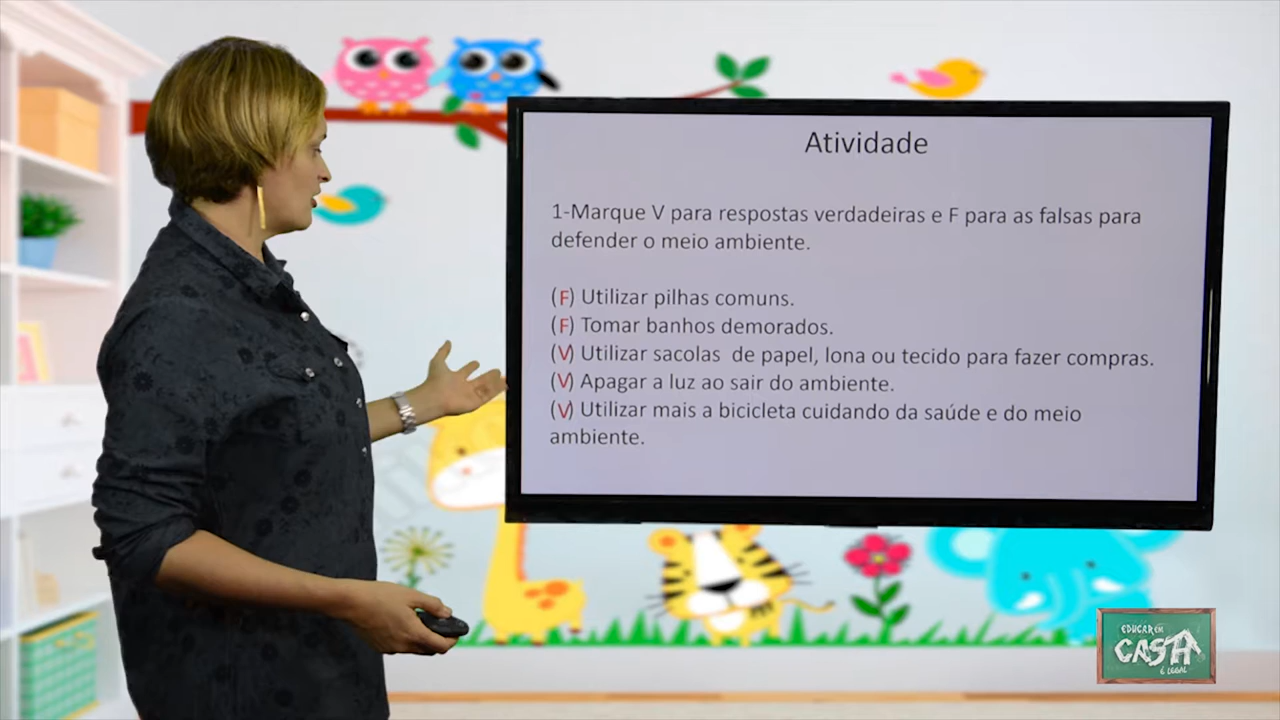 Atividade
1-Marque V para respostas verdadeiras e F para as falsas para
defender o meio ambiente.
(F) Utilizar pilhas comuns.
(F) Tomar banhos demorados.
(V) Utilizar sacolas de papel, lona ou tecido para fazer compras.
(V) Apagar a luz ao sair do ambiente.
(V) Utilizar mais a bicicleta cuidando da saúde e do meio
ambiente.
EDUCAR EM
CASA
É LEGAL